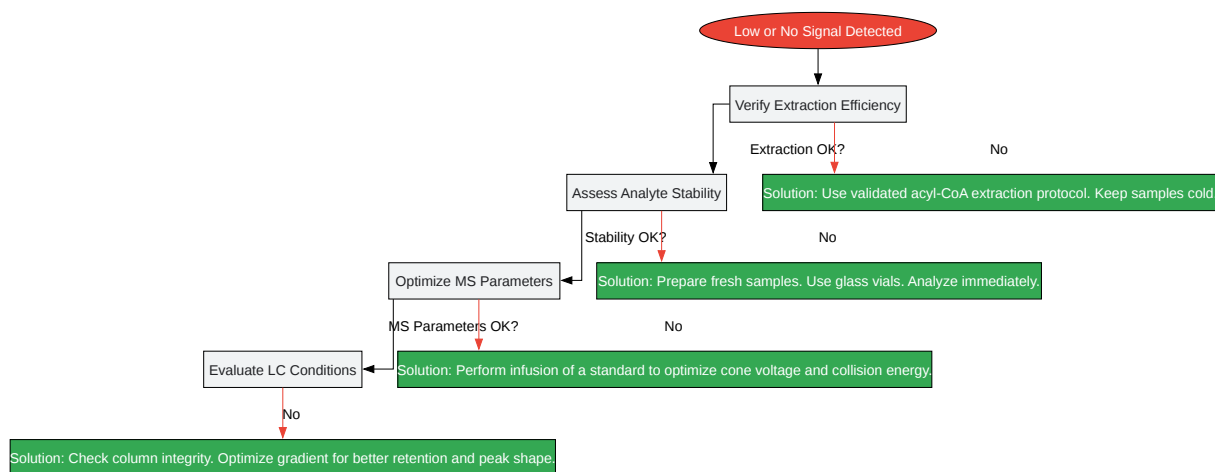 Low or No Signal Detected
Verify Extraction Efficiency
Extraction OK?
No
Assess Analyte Stability
Solution: Use validated acyl-CoA extraction protocol. Keep samples cold.
Stability OK?
No
Optimize MS Parameters
Solution: Prepare fresh samples. Use glass vials. Analyze immediately.
MS Parameters OK?
No
Evaluate LC Conditions
Solution: Perform infusion of a standard to optimize cone voltage and collision energy.
No
Solution: Check column integrity. Optimize gradient for better retention and peak shape.